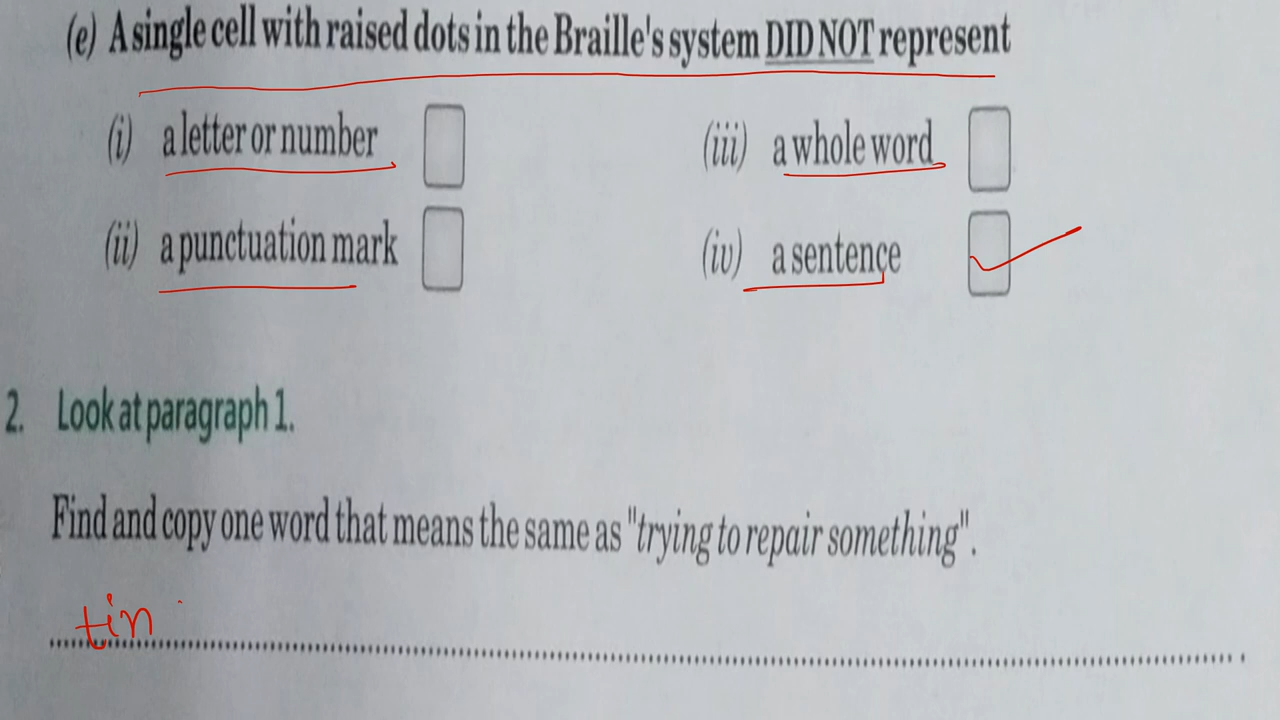 (e) A single cell with raised dots in the Braille's system DID NOT represent
(i) a letter or number (iii) a whole word
(ii) a punctuation mark (iv) a sentence
2. Look at paragraph 1.
Find and copy one word that means the same as "trying to repair something".
tin